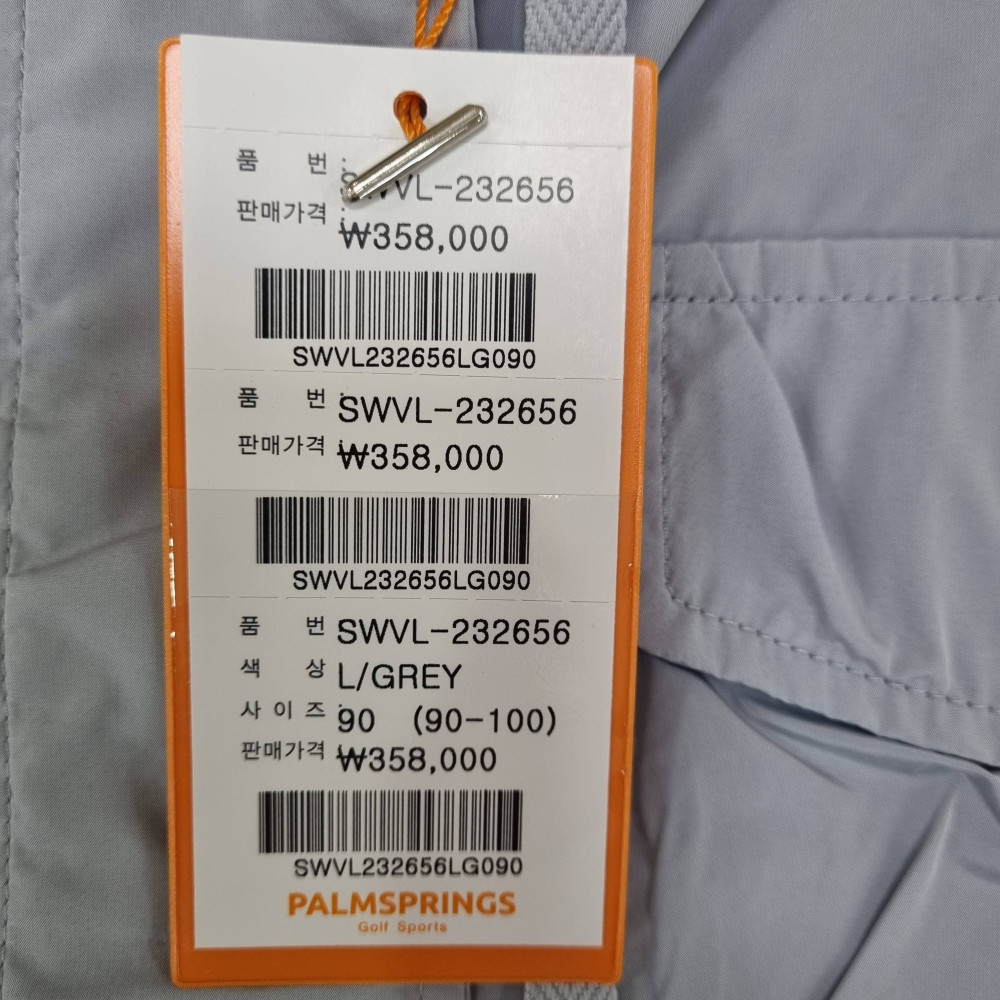 품 번 : SWVL-232656
판매가격 : ₩358,000
SWVL232656LG090
품 번 : SWVL-232656
판매가격 : ₩358,000
SWVL232656LG090
품 번 : SWVL-232656
색 상 : L/GREY
사 이 즈 : 90 (90-100)
판매가격 : ₩358,000
SWVL232656LG090
PALMSPRINGS
Golf Sports